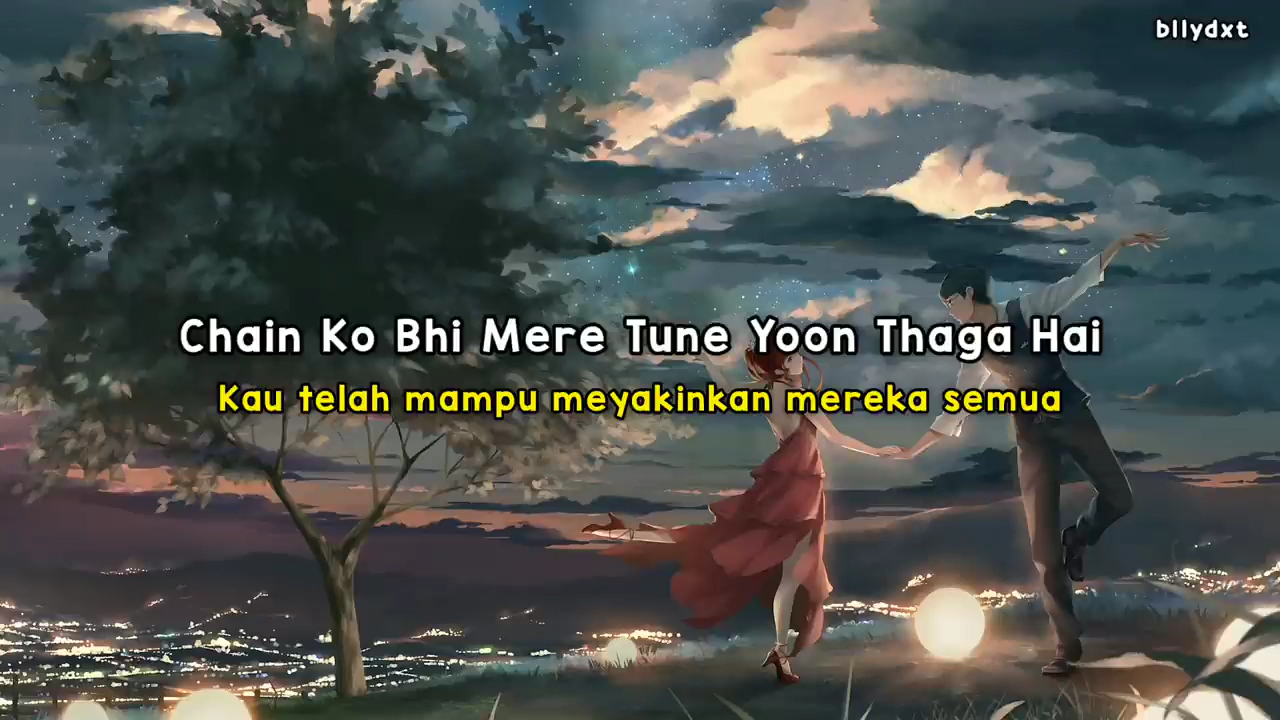 bllydxt
Chain Ko Bhi Mere Tune Yoon Thaga Hai
Kau telah mampu meyakinkan mereka semua